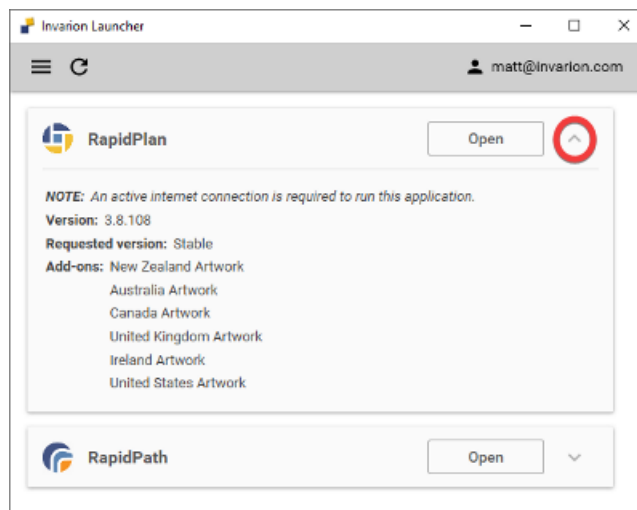 Invarion Launcher
matt@invarion.com
RapidPlan
Open
NOTE: An active internet connection is required to run this application.
Version: 3.8.108
Requested version: Stable
Add-ons: New Zealand Artwork
Australia Artwork
Canada Artwork
United Kingdom Artwork
Ireland Artwork
United States Artwork
RapidPath
Open